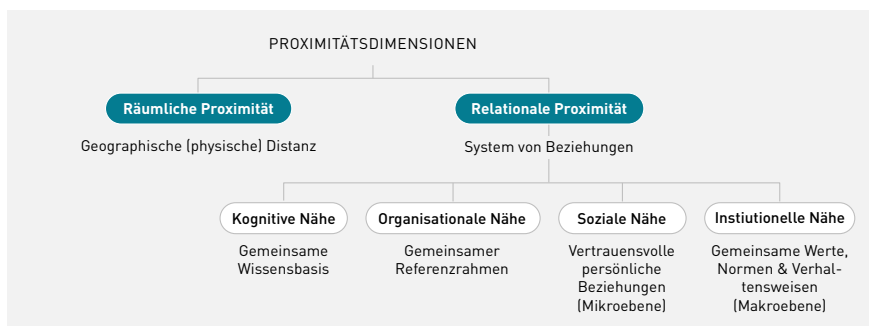 PROXIMITÄTSDIMENSIONEN
Räumliche Proximität
Geographische (physische) Distanz
Relationale Proximität
System von Beziehungen
Kognitive Nähe
Gemeinsame
Wissensbasis
Organisationale Nähe
Gemeinsamer
Referenzrahmen
Soziale Nähe
Vertrauensvolle
persönliche
Beziehungen
(Mikroebene)
Instiutionelle Nähe
Gemeinsame Werte,
Normen & Verhal-
tensweisen
(Makroebene)